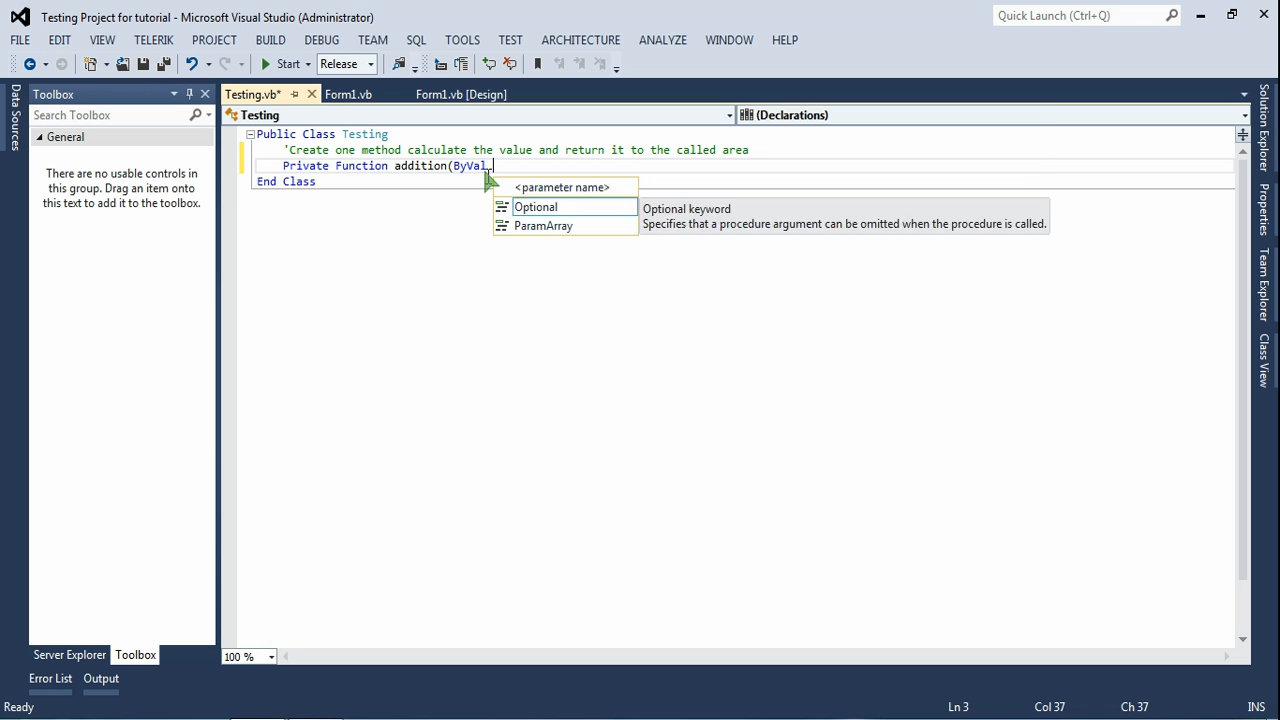 Testing Project for tutorial - Microsoft Visual Studio (Administrator)
Quick Launch (Ctrl+Q)
FILE EDIT VIEW TELERIK PROJECT BUILD DEBUG TEAM SQL TOOLS TEST ARCHITECTURE ANALYZE WINDOW HELP
Start Release
Data Sources
Toolbox
Search Toolbox
General
There are no usable controls in
this group. Drag an item onto
this text to add it to the toolbox.
Server Explorer Toolbox
Testing.vb* Form1.vb Form1.vb [Design]
Testing (Declarations)
Public Class Testing
'Create one method calculate the value and return it to the called area
Private Function addition(ByVal
End Class
<parameter name>
Optional
ParamArray
Optional keyword
Specifies that a procedure argument can be omitted when the procedure is called.
100 %
Solution Explorer
Properties
Team Explorer
Class View
Error List Output
Ready Ln 3 Col 37 Ch 37 INS